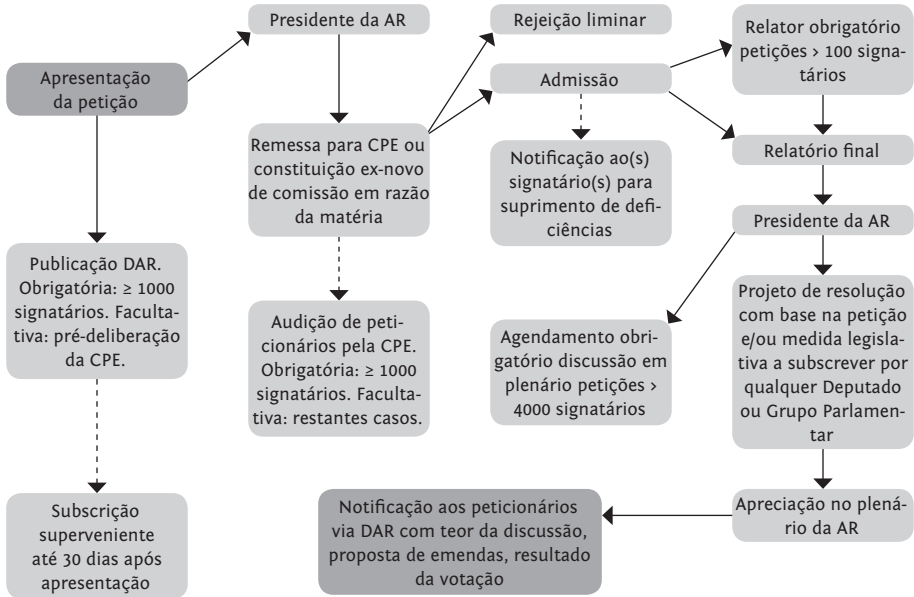 Apresentação
da petição
Publicação DAR.
Obrigatória: ≥ 1000
signatários. Faculta-
tiva: pré-deliberação
da CPE.
Subscrição
superveniente
até 30 dias após
apresentação
Presidente da AR
Remessa para CPE ou
constituição ex-novo
de comissão em razão
da matéria
Audição de peti-
cionários pela CPE.
Obrigatória: ≥ 1000
signatários. Faculta-
tiva: restantes casos.
Rejeição liminar
Admissão
Notificação ao(s)
signatário(s) para
suprimento de defi-
ciências
Relator obrigatório
petições > 100 signa-
tários
Relatório final
Presidente da AR
Agendamento obri-
gatório discussão em
plenário petições >
4000 signatários
Projeto de resolução
com base na petição
e/ou medida legisla-
tiva a subscrever por
qualquer Deputado
ou Grupo Parlamen-
tar
Apreciação no plená-
rio da AR
Notificação aos peticionários
via DAR com teor da discussão,
proposta de emendas, resultado
da votação